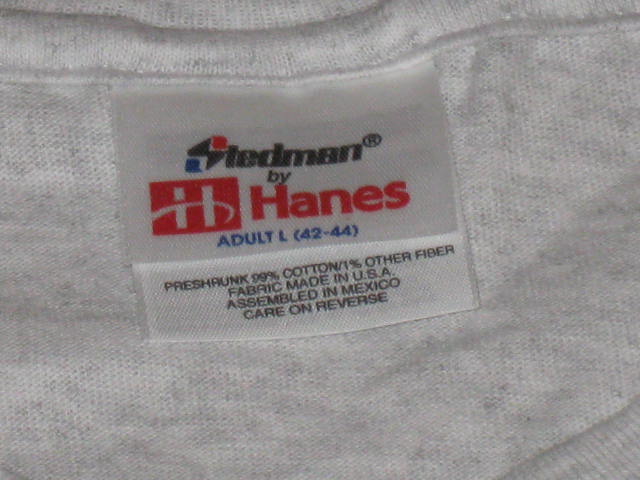 Stedman®
by
Hanes
ADULT L (42-44)
PRESHRUNK 99% COTTON/1% OTHER FIBER
FABRIC MADE IN U.S.A.
ASSEMBLED IN MEXICO
CARE ON REVERSE